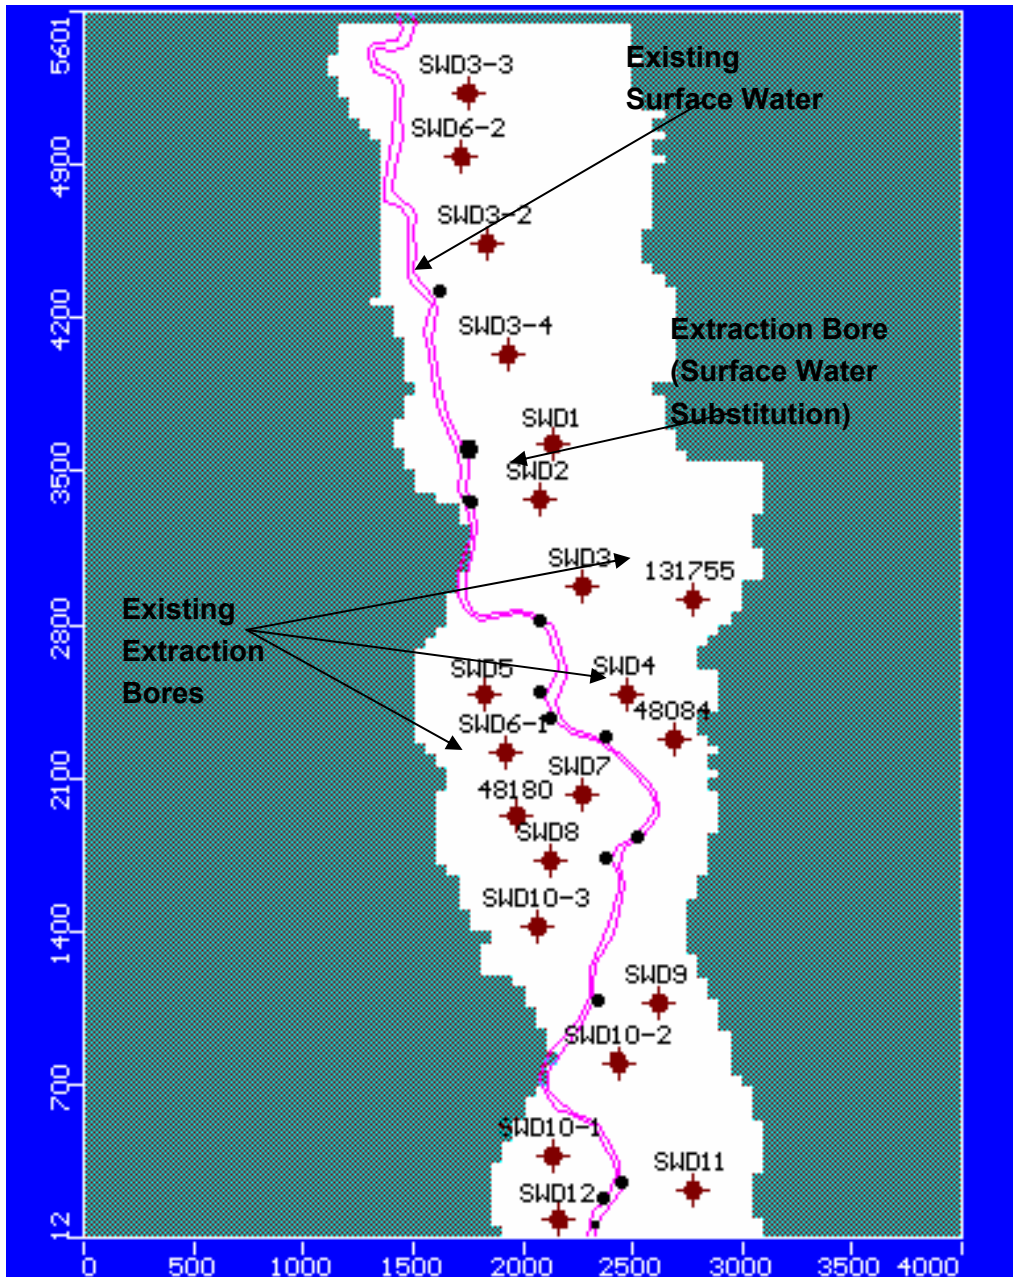 5601
4900
4200
3500
2800
2100
1400
700
12
SWD3-3
Existing
Surface Water
SWD6-2
SWD3-2
SWD3-4
Extraction Bore
(Surface Water
Substitution)
SWD1
SWD2
SWD3
131755
Existing
Extraction
Bores
SWD5
SWD4
SWD6-1
48084
SWD7
48180
SWD8
SWD10-3
SWD9
SWD10-2
SWD10-1
SWD11
SWD12
0 500 1000 1500 2000 2500 3000 3500 4000